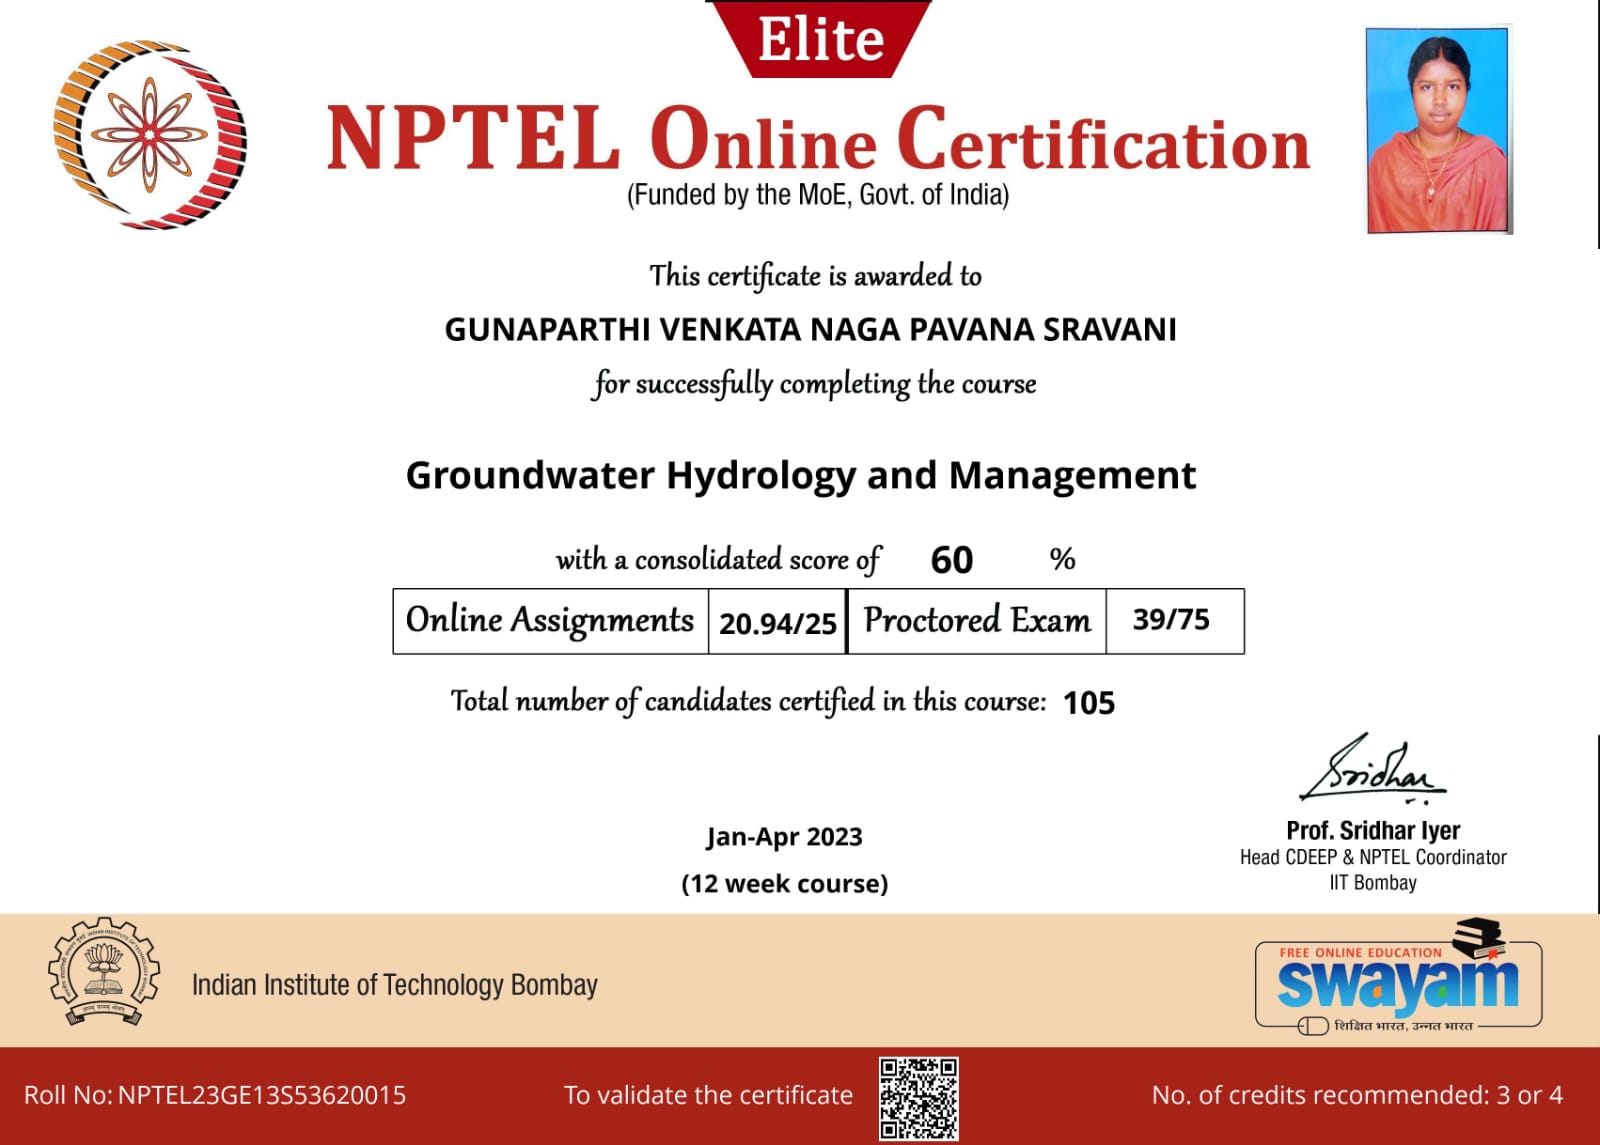 Elite
NPTEL Online Certification
(Funded by the MoE, Govt. of India)
This certificate is awarded to
GUNAPARTHI VENKATA NAGA PAVANA SRAVANI
for successfully completing the course
Groundwater Hydrology and Management
with a consolidated score of 60 %
Online Assignments 20.94/25 Proctored Exam 39/75
Total number of candidates certified in this course: 105
Sridhar
Prof. Sridhar Iyer
Head CDEEP & NPTEL Coordinator
IIT Bombay
Jan-Apr 2023
(12 week course)
Indian Institute of Technology Bombay
FREE ONLINE EDUCATION
swayam
शिक्षित भारत, उन्नत भारत
Roll No: NPTEL23GE13S53620015
To validate the certificate
No. of credits recommended: 3 or 4